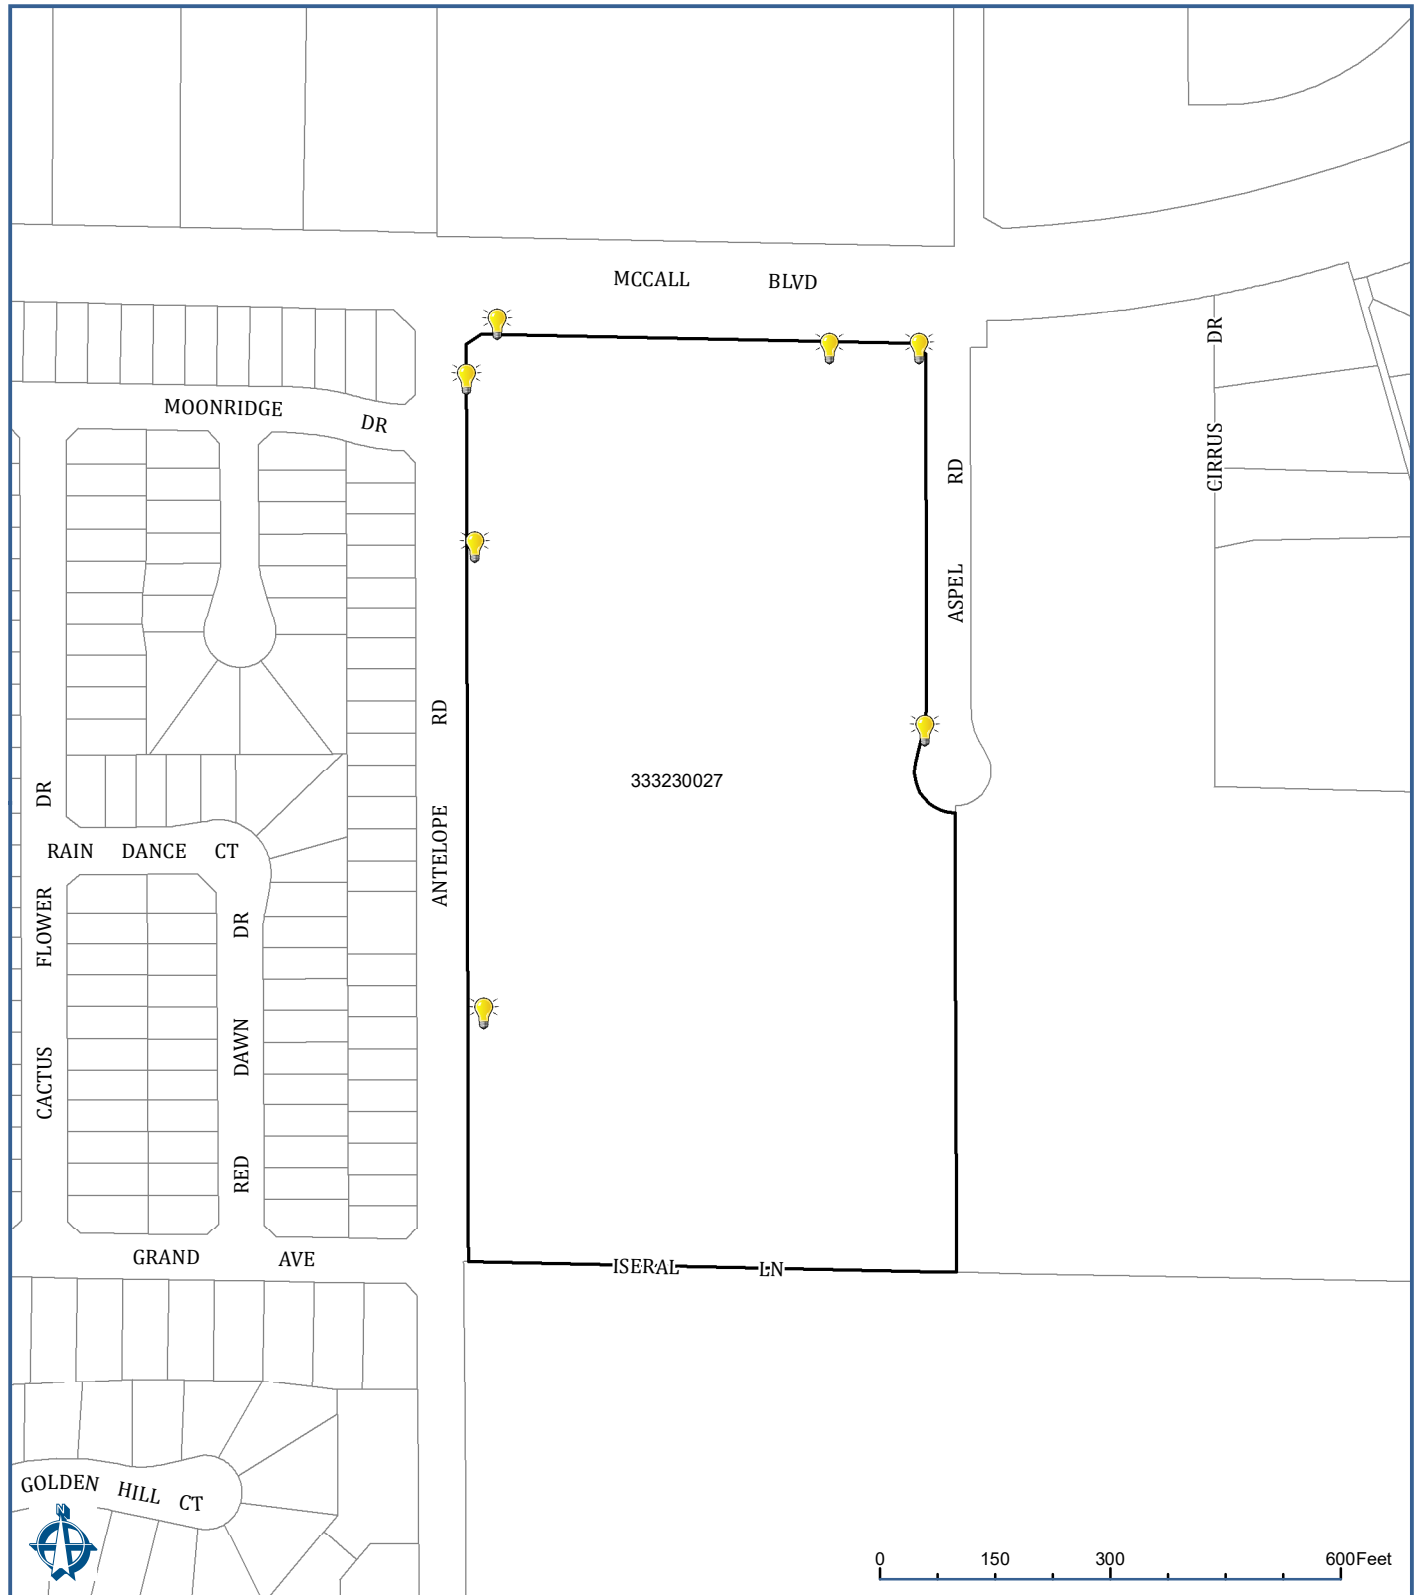 MCCALL BLVD
MOONRIDGE DR
CIRRUS DR
ASPEL RD
ANTELOPE RD
333230027
RAIN DANCE CT
CACTUS FLOWER DR
RED DAWN DR
GRAND AVE
ISERAL LN
GOLDEN HILL CT
N
0 150 300 600Feet